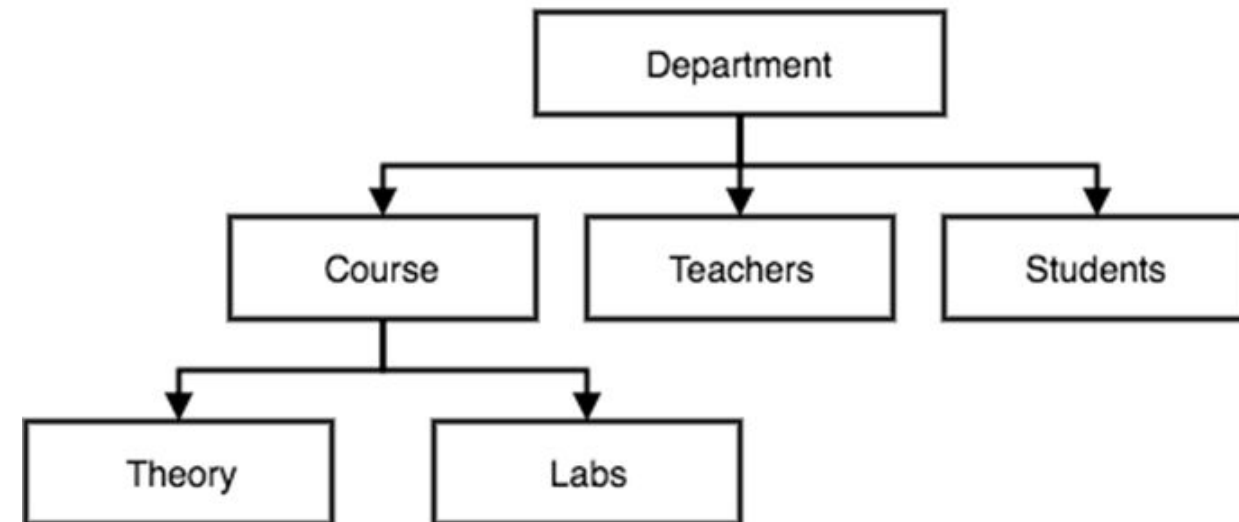 Department
Course
Teachers
Students
Theory
Labs